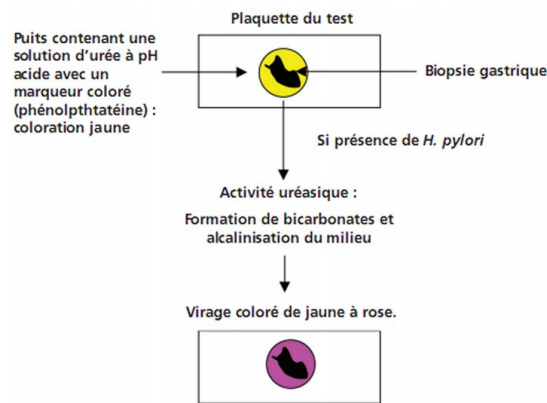 Plaquette du test
Puits contenant une
solution d'urée à pH
acide avec un
marqueur coloré
(phénolpthtatéine) :
coloration jaune
Biopsie gastrique
Si présence de H. pylori
Activité uréasique :
Formation de bicarbonates et
alcalinisation du milieu
Virage coloré de jaune à rose.